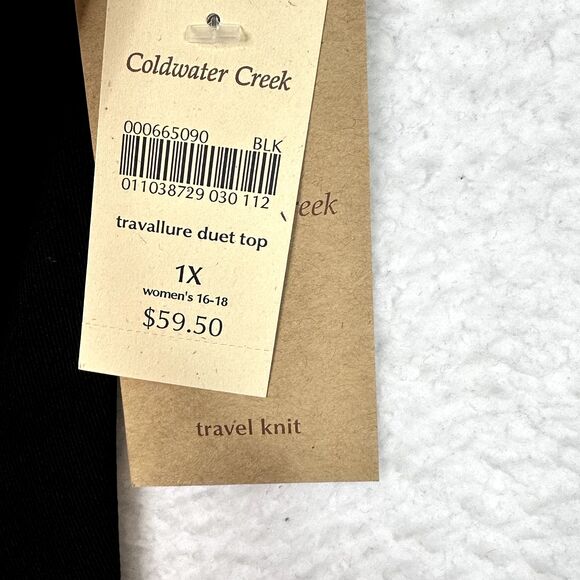 Coldwater Creek
000665090 BLK
011038729 030 112
travallure duet top
1X
women's 16-18
$59.50
eek
travel knit